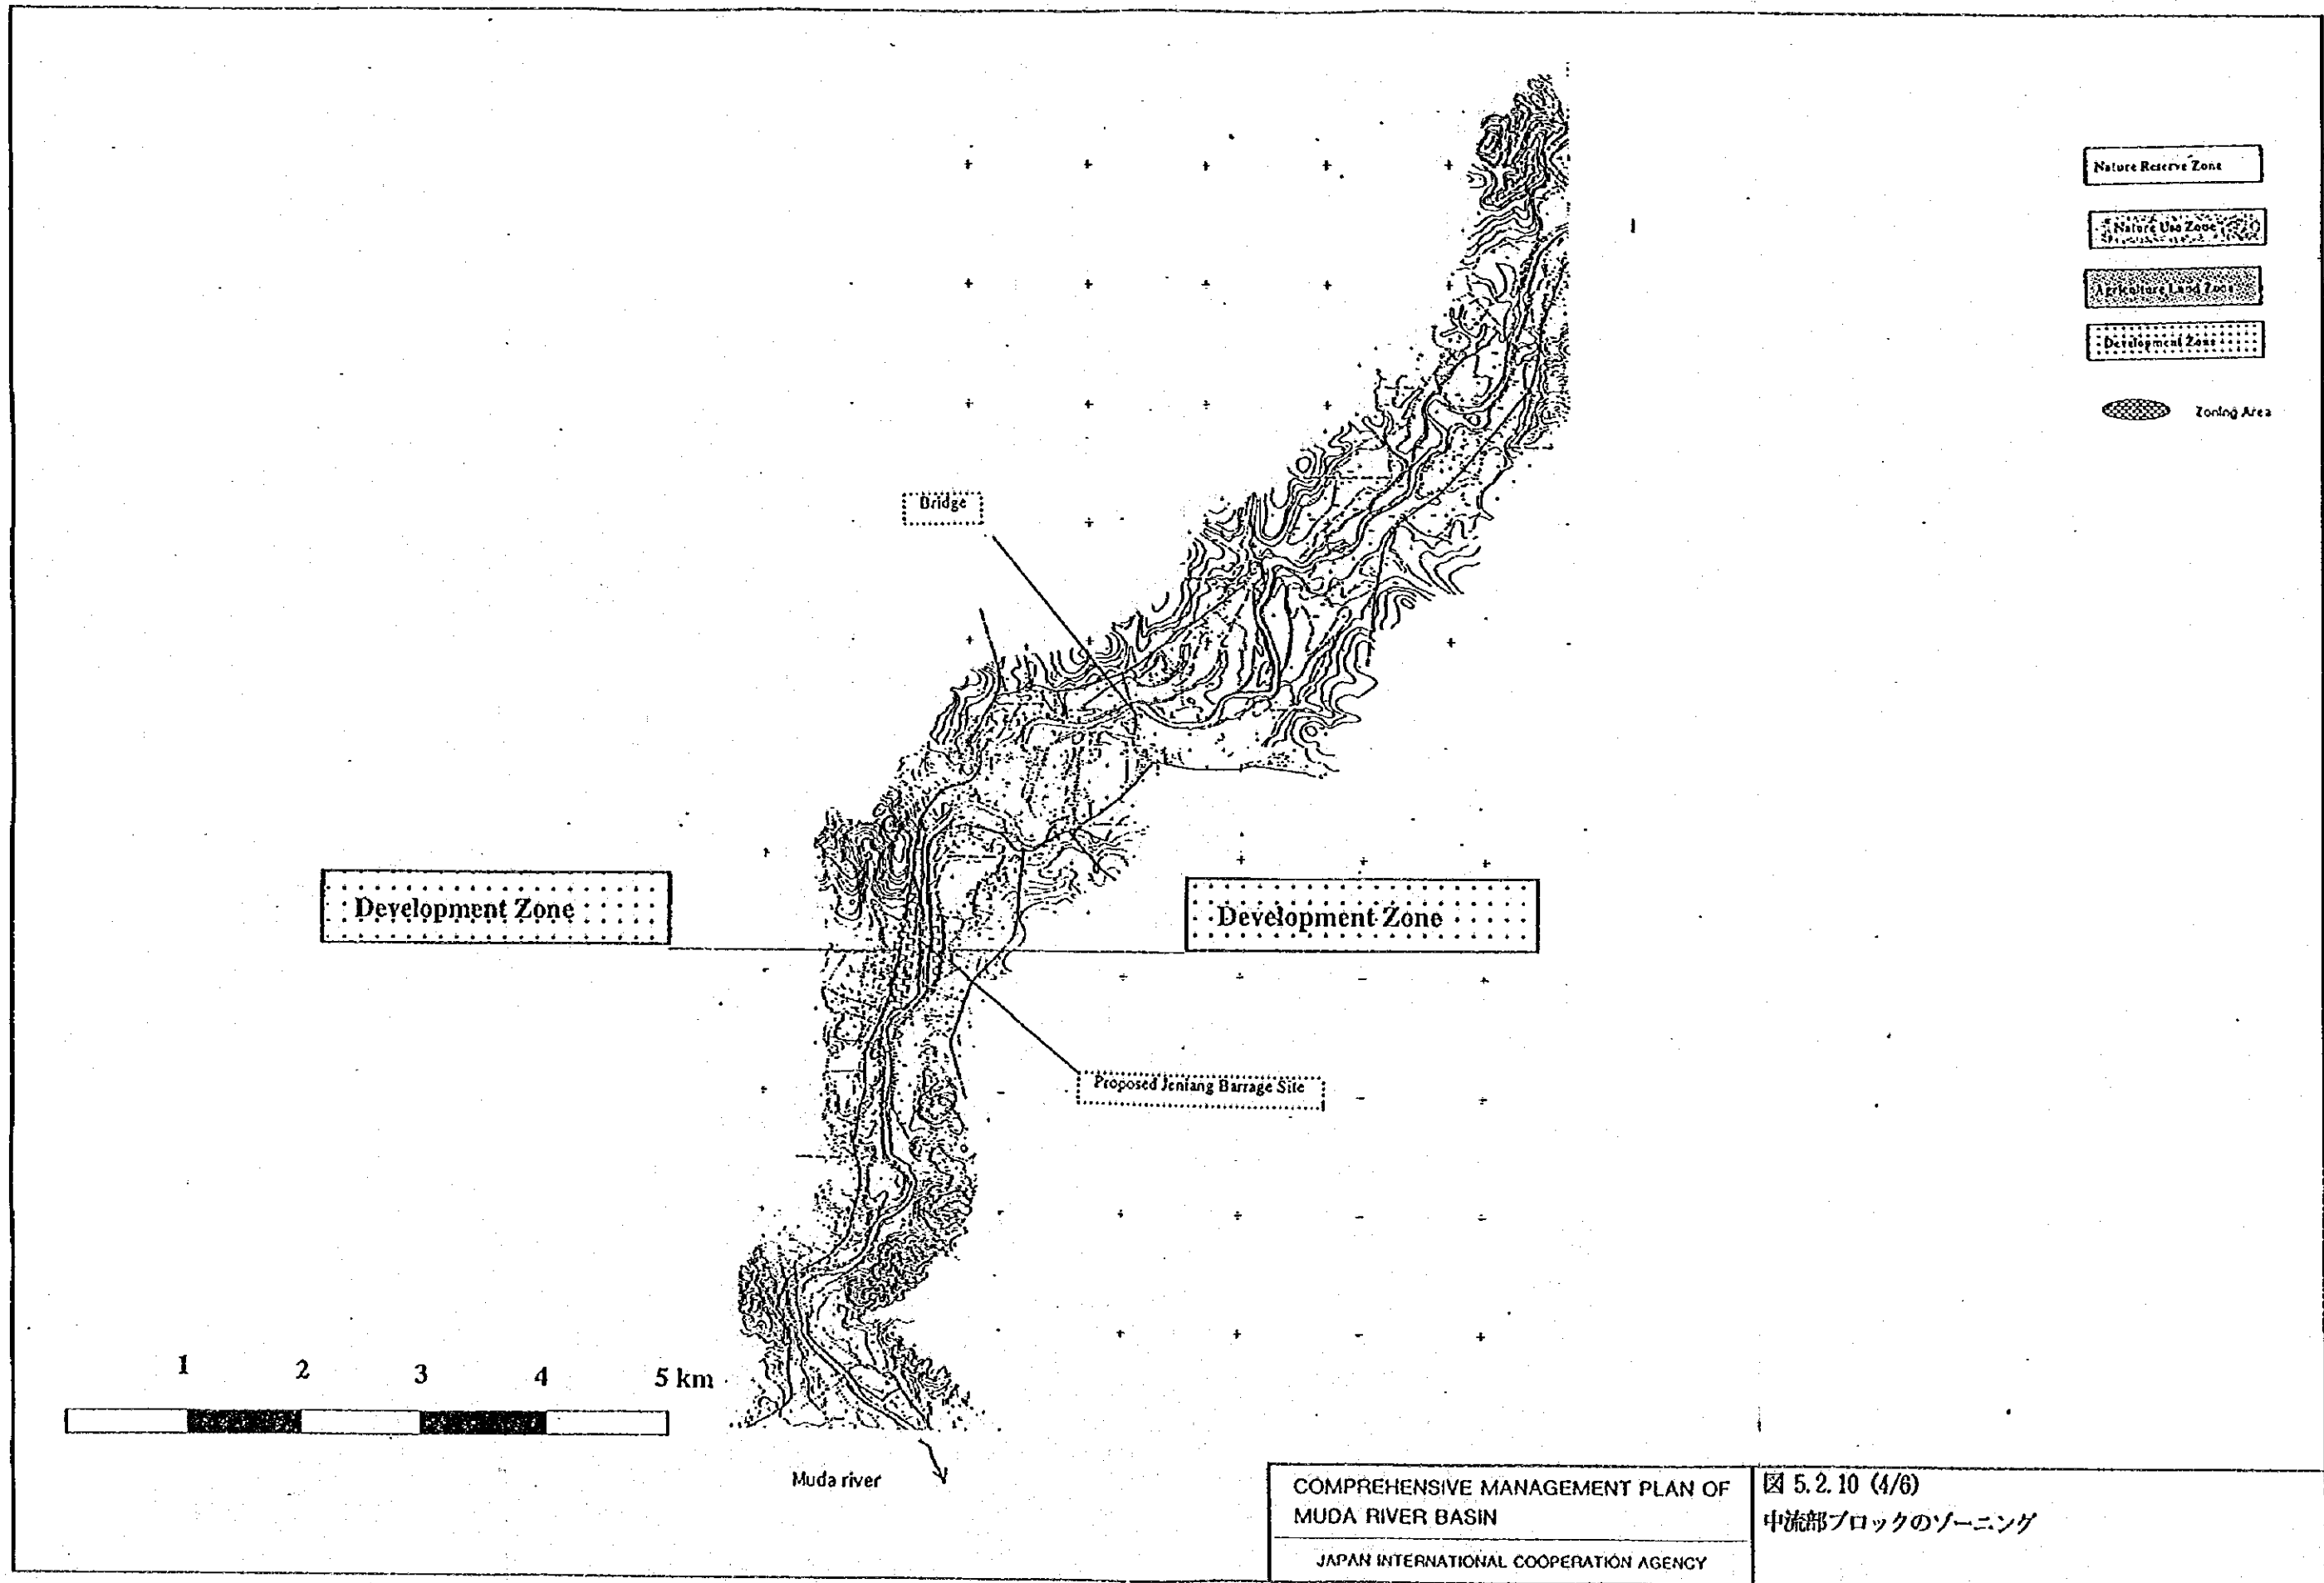 Nature Reserve Zone
Nature Use Zone
Agriculture Land Zone
Development Zone
Zoning Area
Bridge
Development Zone
Development Zone
Proposed Jeniang Barrage Site
1 2 3 4 5 km
Muda river
COMPREHENSIVE MANAGEMENT PLAN OF
MUDA RIVER BASIN
JAPAN INTERNATIONAL COOPERATION AGENCY
図 5.2.10 (4/6)
中流部ブロックのゾーニング